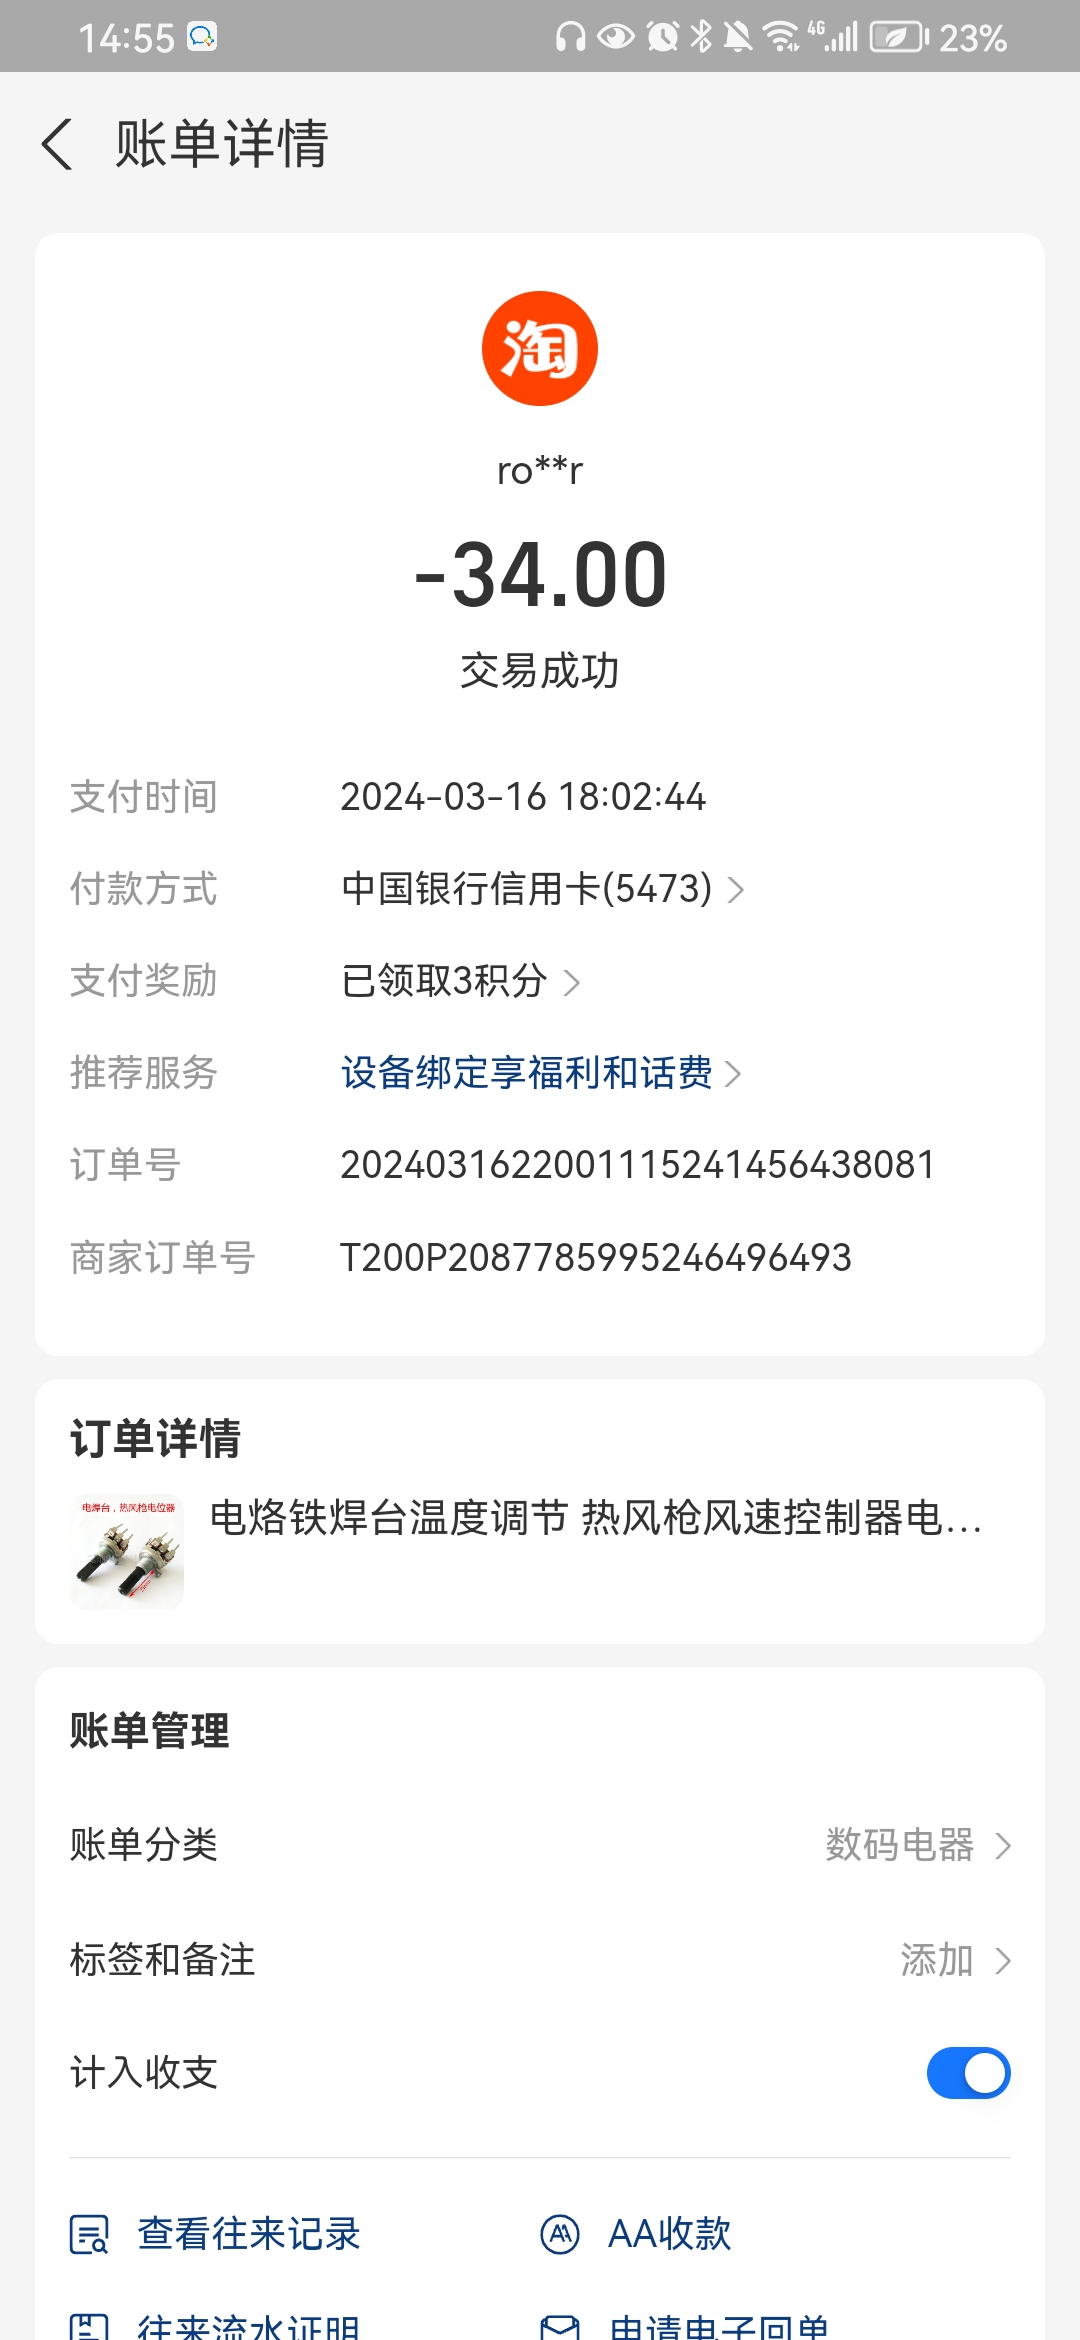 14:55 4G 23%
账单详情
淘
ro**r
-34.00
交易成功
支付时间 2024-03-16 18:02:44
付款方式 中国银行信用卡(5473)
支付奖励 已领取3积分
推荐服务 设备绑定享福利和话费
订单号 2024031622001115241456438081
商家订单号 T200P2087785995246496493
订单详情
电焊台，热风枪电位器
电烙铁焊台温度调节 热风枪风速控制器电...
账单管理
账单分类 数码电器
标签和备注 添加
计入收支
查看往来记录 AA收款
往来流水证明 申请电子回单